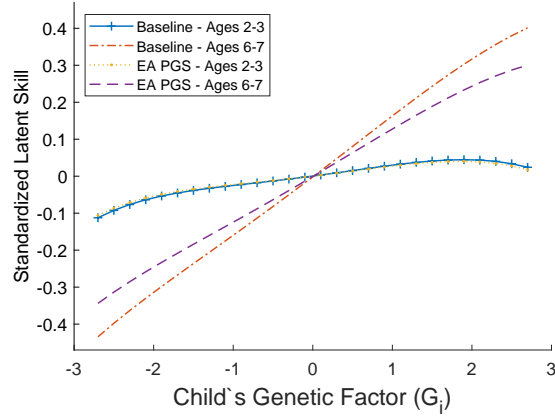 Baseline - Ages 2-3
Baseline - Ages 6-7
EA PGS - Ages 2-3
EA PGS - Ages 6-7
Standardized Latent Skill
0.4
0.3
0.2
0.1
0
-0.1
-0.2
-0.3
-0.4
-3 -2 -1 0 1 2 3
Child`s Genetic Factor (G_i)